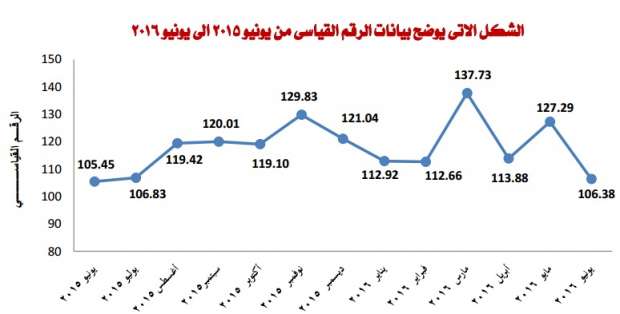 الشكل الاتى يوضح بيانات الرقم القياسى من يونيو ٢٠١٥ الى يونيو ٢٠١٦
الرقم القياسى
150
140
130
120
110
100
90
80
105.45
106.83
119.42
120.01
119.10
129.83
121.04
112.92
112.66
137.73
113.88
127.29
106.38
يونيو ٢٠١٥
يوليو ٢٠١٥
أغسطس ٢٠١٥
سبتمبر ٢٠١٥
أكتوبر ٢٠١٥
نوفمبر ٢٠١٥
ديسمبر ٢٠١٥
يناير ٢٠١٦
فبراير ٢٠١٦
مارس ٢٠١٦
أبريل ٢٠١٦
مايو ٢٠١٦
يونيو ٢٠١٦